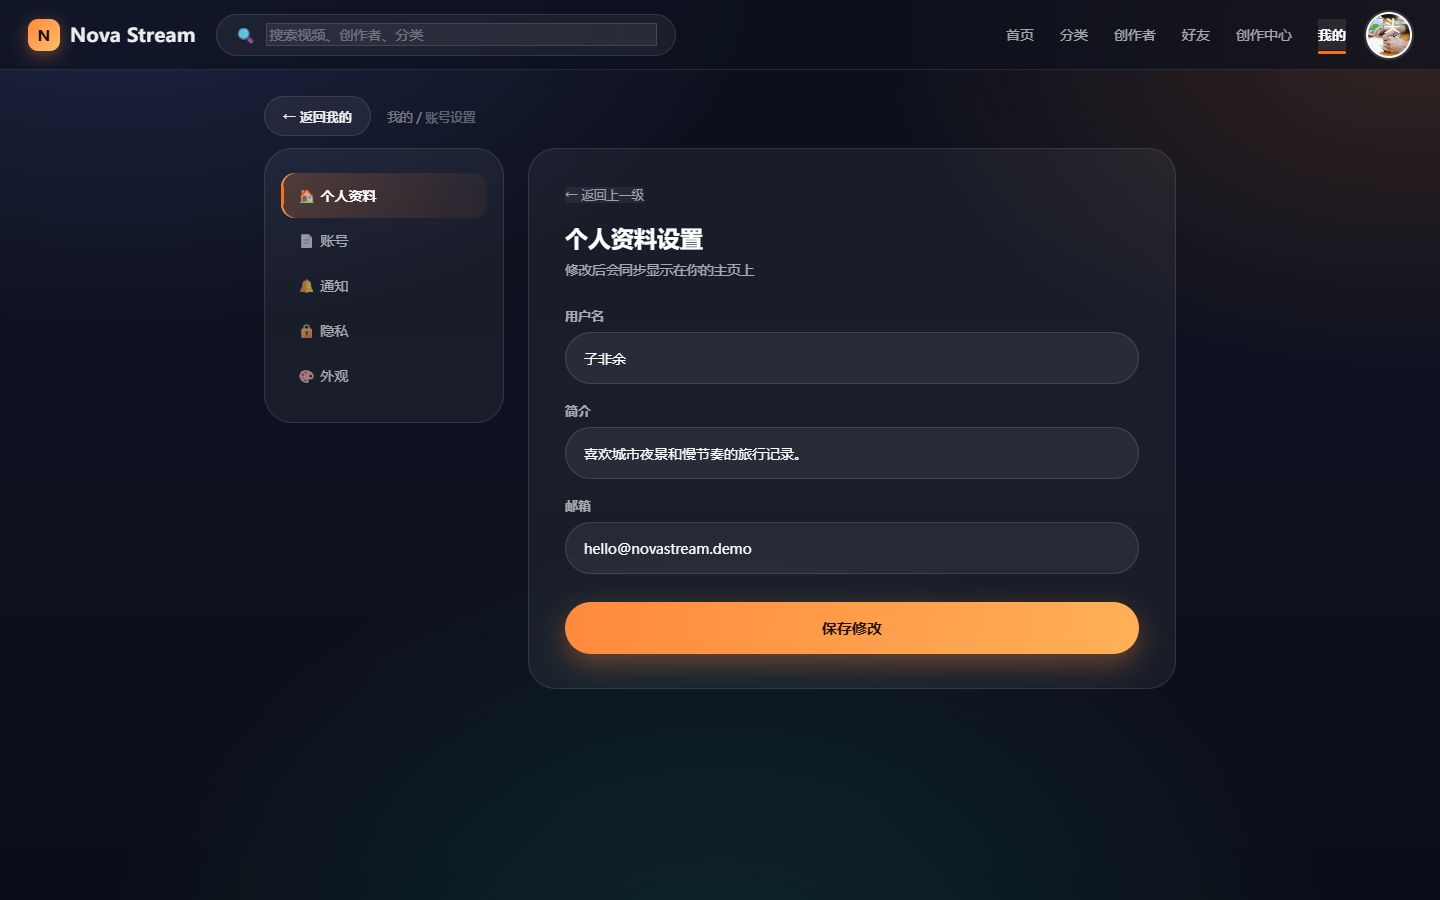 N Nova Stream
搜索视频、创作者、分类
首页 分类 创作者 好友 创作中心 我的 头
← 返回我的
我的 / 账号设置
个人资料
账号
通知
隐私
外观
← 返回上一级
个人资料设置
修改后会同步显示在你的主页上
用户名
子非余
简介
喜欢城市夜景和慢节奏的旅行记录。
邮箱
hello@novastream.demo
保存修改